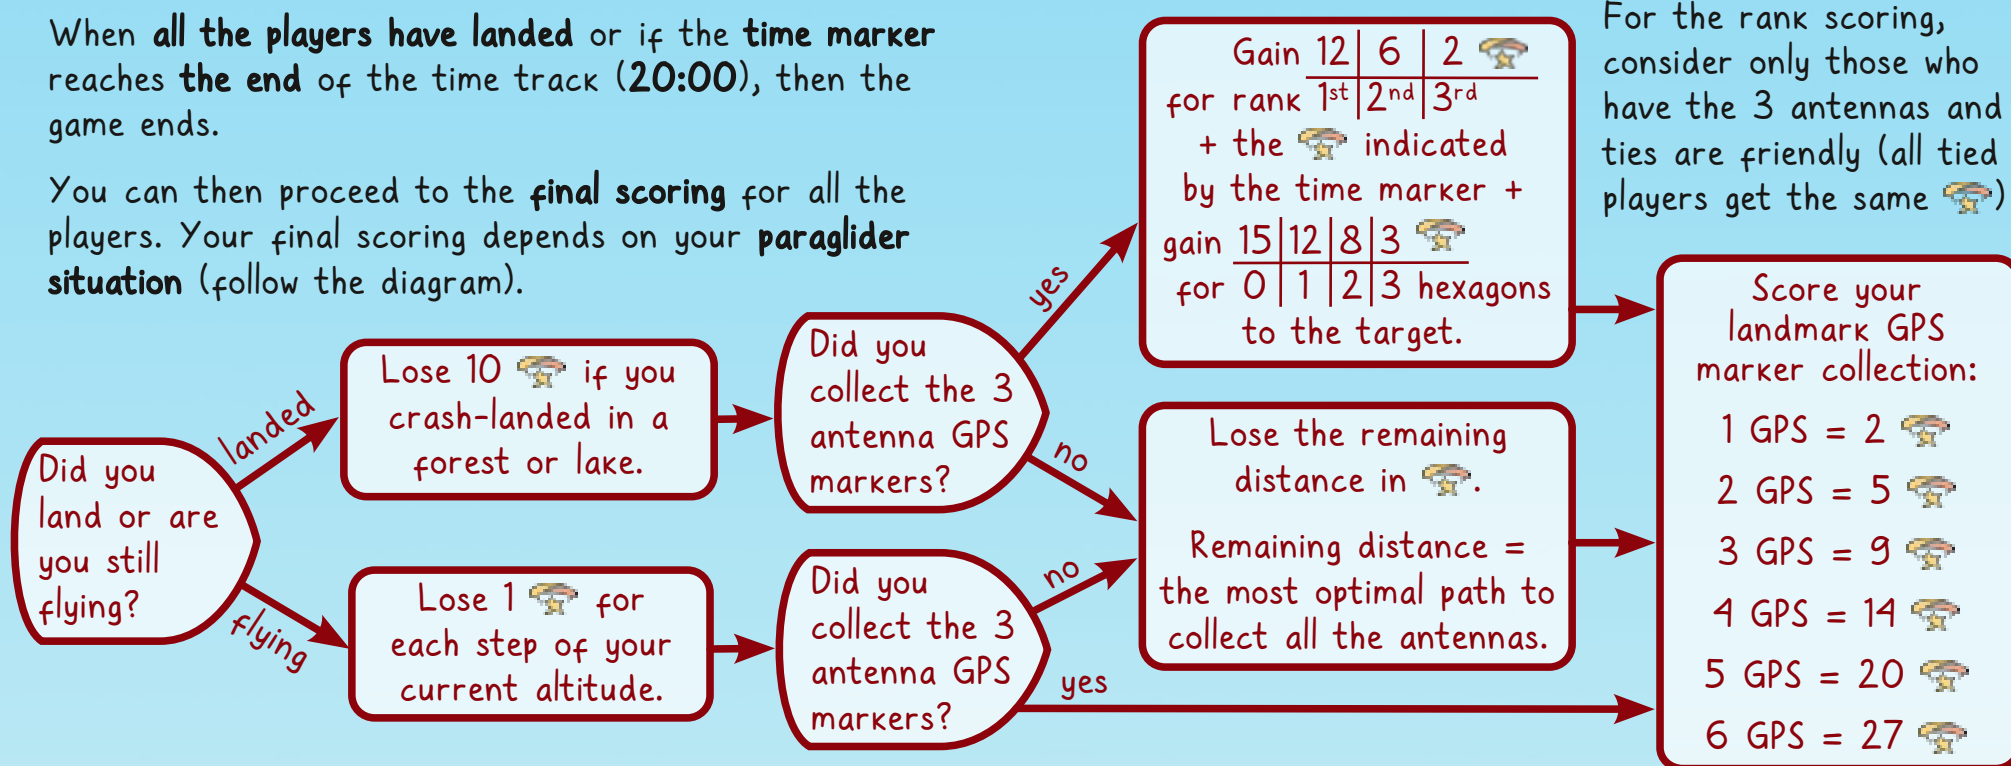 When all the players have landed or if the time marker
reaches the end of the time track (20:00), then the
game ends.
You can then proceed to the final scoring for all the
players. Your final scoring depends on your paraglider
situation (follow the diagram).
Did you
land or are
you still
flying?
landed
flying
Lose 10 if you
crash-landed in a
forest or lake.
Lose 1 for
each step of your
current altitude.
Did you
collect the 3
antenna GPS
markers?
yes
no
Did you
collect the 3
antenna GPS
markers?
no
yes
Gain 12 6 2
for rank 1st 2nd 3rd
+ the indicated
by the time marker +
gain 15 12 8 3
for 0 1 2 3 hexagons
to the target.
Lose the remaining
distance in .
Remaining distance =
the most optimal path to
collect all the antennas.
For the rank scoring,
consider only those who
have the 3 antennas and
ties are friendly (all tied
players get the same )
Score your
landmark GPS
marker collection:
1 GPS = 2
2 GPS = 5
3 GPS = 9
4 GPS = 14
5 GPS = 20
6 GPS = 27